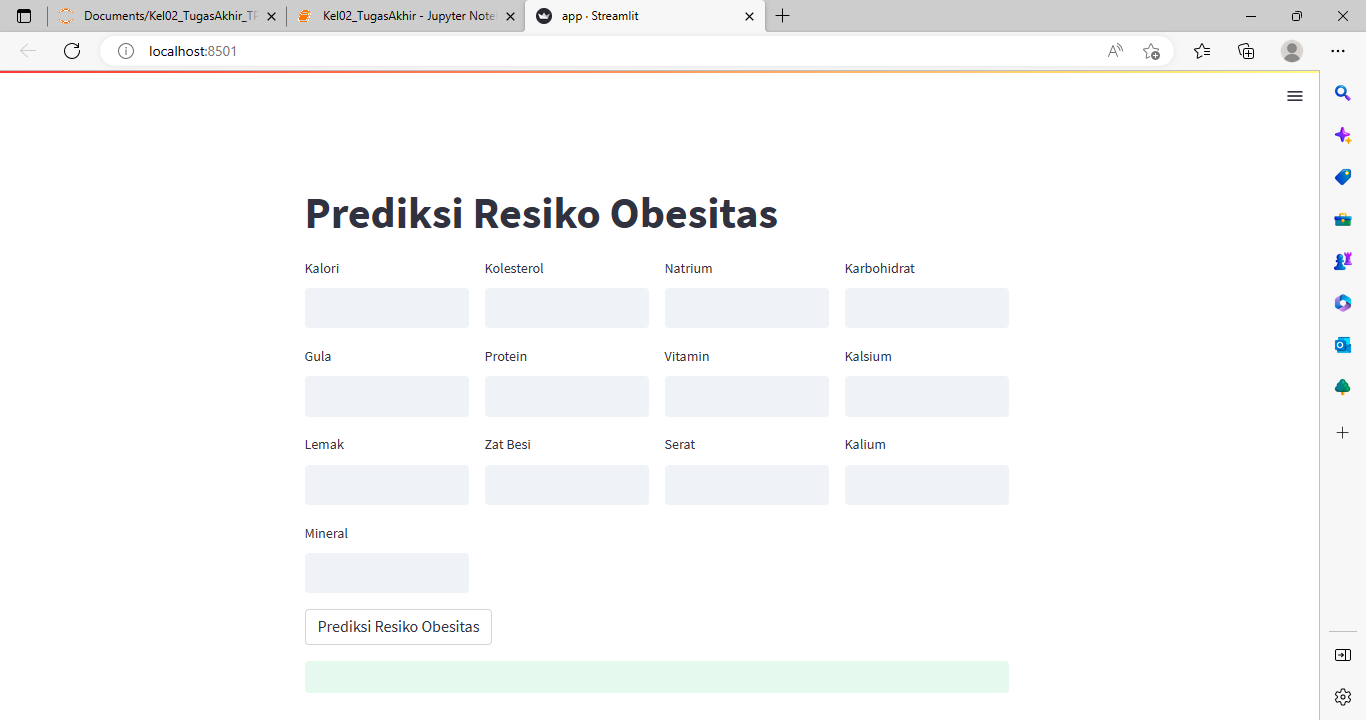 Documents/Kel02_TugasAkhir_TP
Kel02_TugasAkhir - Jupyter Note
app · Streamlit
localhost:8501
Prediksi Resiko Obesitas
Kalori Kolesterol Natrium Karbohidrat
Gula Protein Vitamin Kalsium
Lemak Zat Besi Serat Kalium
Mineral
Prediksi Resiko Obesitas